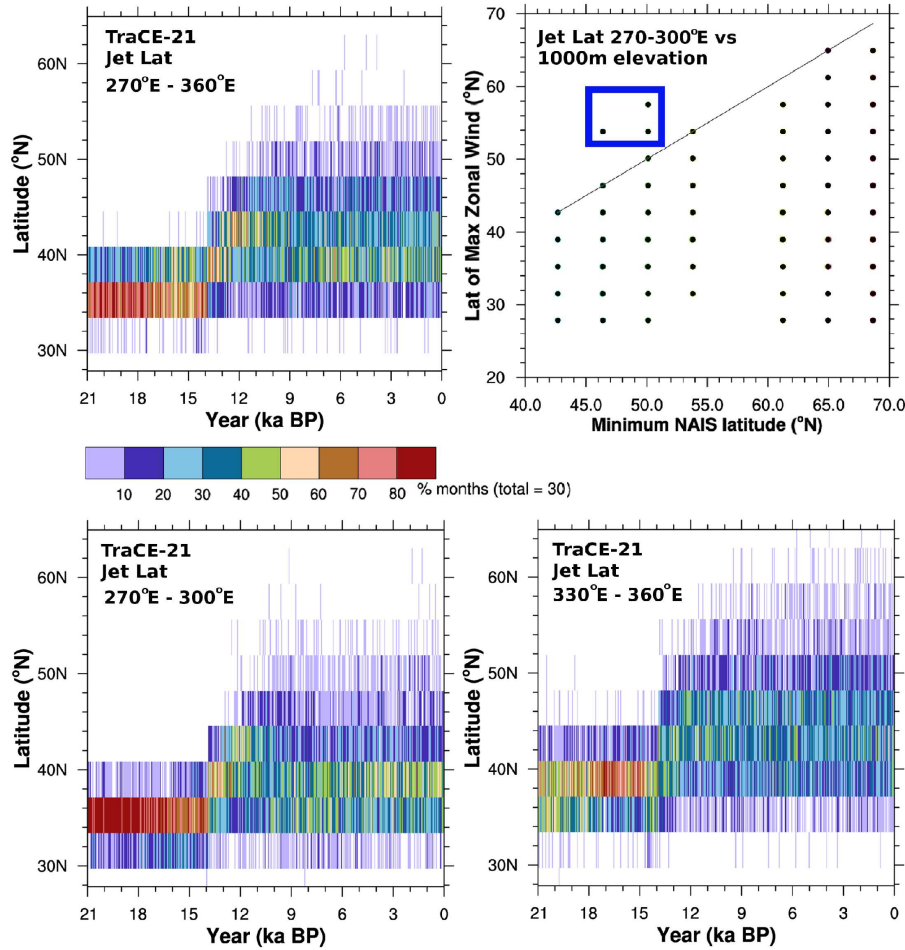 TraCE-21
Jet Lat
270°E - 360°E
Latitude (°N)
60N
50N
40N
30N
21 18 15 12 9 6 3 0
Year (ka BP)
Jet Lat 270-300°E vs
1000m elevation
Lat of Max Zonal Wind (°N)
70
60
50
40
30
20
40.0 45.0 50.0 55.0 60.0 65.0 70.0
Minimum NAIS latitude (°N)
10 20 30 40 50 60 70 80
% months (total = 30)
TraCE-21
Jet Lat
270°E - 300°E
Latitude (°N)
60N
50N
40N
30N
21 18 15 12 9 6 3 0
Year (ka BP)
TraCE-21
Jet Lat
330°E - 360°E
Latitude (°N)
60N
50N
40N
30N
21 18 15 12 9 6 3 0
Year (ka BP)